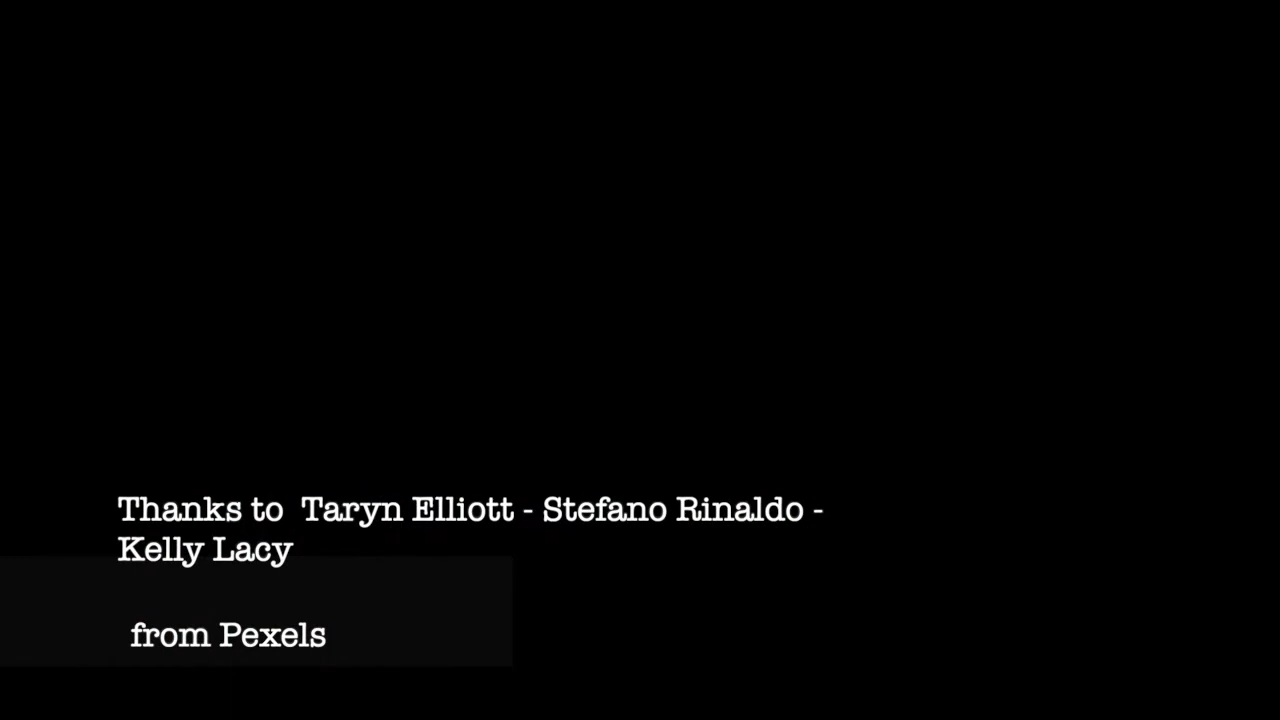 Thanks to  Taryn Elliott - Stefano Rinaldo -
Kelly Lacy
from Pexels